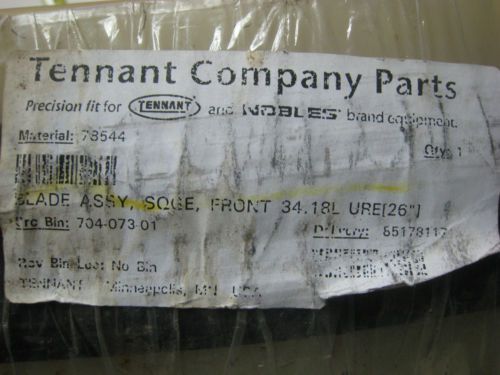 Tennant Company Parts
Precision fit for TENNANT and NOBLES brand equipment.
Material: 78544
Qty: 1
BLADE ASSY, SQGE, FRONT 34.18L URE[26"]
Src Bin: 704-073-01
Delivery: 85178117
Rcv Bin Loc: No Bin
TENNANT Minneapolis, MN USA